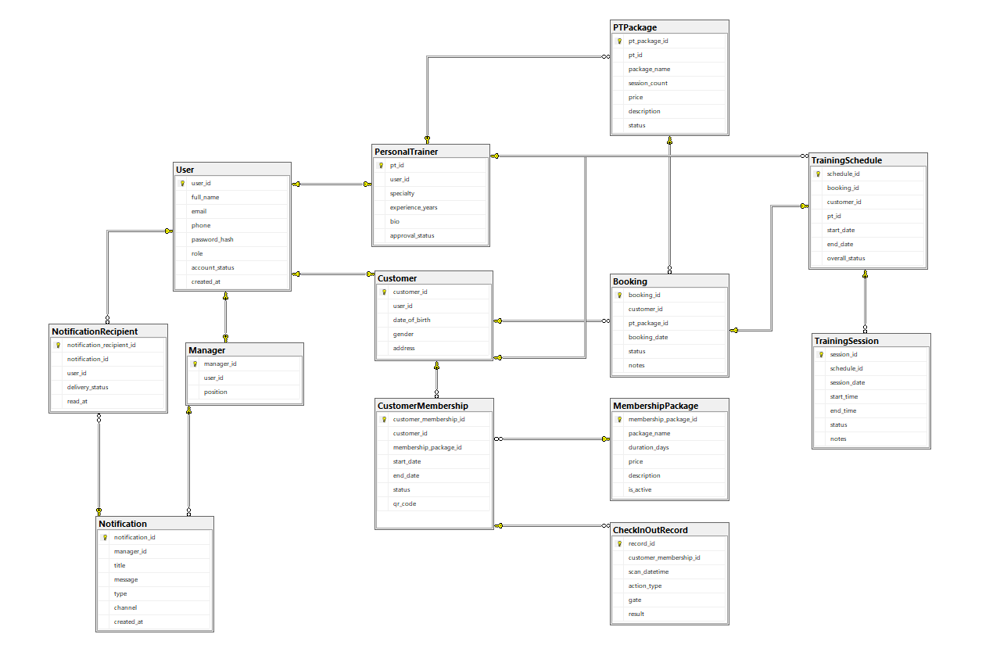 PTPackage
pt_package_id
pt_id
package_name
session_count
price
description
status
PersonalTrainer
pt_id
user_id
specialty
experience_years
bio
approval_status
TrainingSchedule
schedule_id
booking_id
customer_id
pt_id
start_date
end_date
overall_status
User
user_id
full_name
email
phone
password_hash
role
account_status
created_at
Customer
customer_id
user_id
date_of_birth
gender
address
Booking
booking_id
customer_id
pt_package_id
booking_date
status
notes
NotificationRecipient
notification_recipient_id
notification_id
user_id
delivery_status
read_at
Manager
manager_id
user_id
position
TrainingSession
session_id
schedule_id
session_date
start_time
end_time
status
notes
CustomerMembership
customer_membership_id
customer_id
membership_package_id
start_date
end_date
status
qr_code
MembershipPackage
membership_package_id
package_name
duration_days
price
description
is_active
Notification
notification_id
manager_id
title
message
type
channel
created_at
CheckInOutRecord
record_id
customer_membership_id
scan_datetime
action_type
gate
result